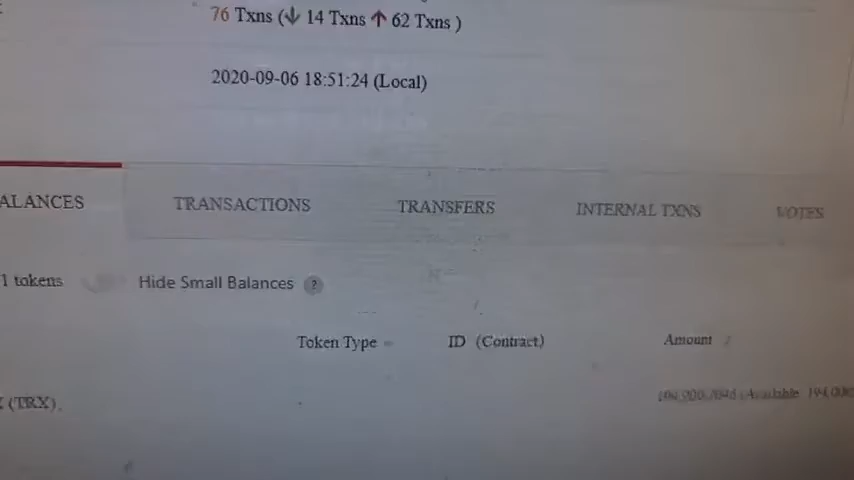 76 Txns (↓ 14 Txns ↑ 62 Txns )
2020-09-06 18:51:24 (Local)
ALANCES TRANSACTIONS TRANSFERS INTERNAL TXNS VOTES
1 tokens Hide Small Balances ?
Token Type ID (Contract) Amount
(TRX)
(Available